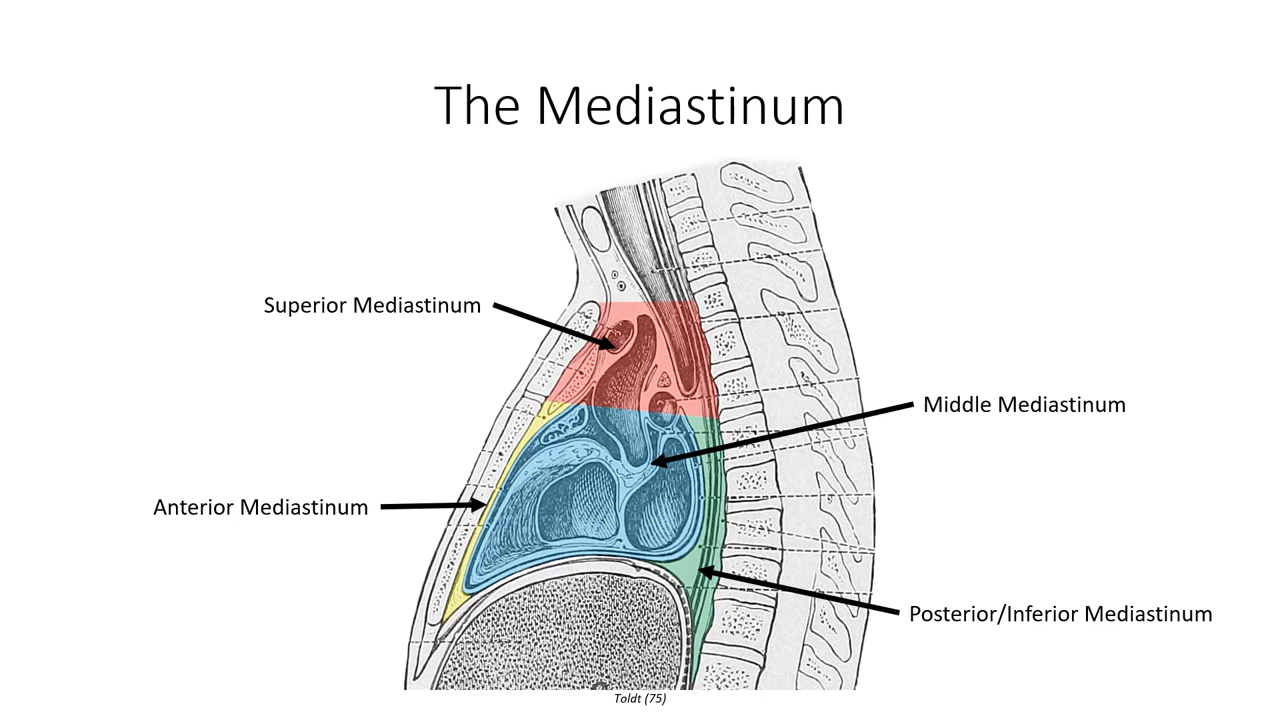 The Mediastinum
Superior Mediastinum
Middle Mediastinum
Anterior Mediastinum
Posterior/Inferior Mediastinum
Toldt (75)